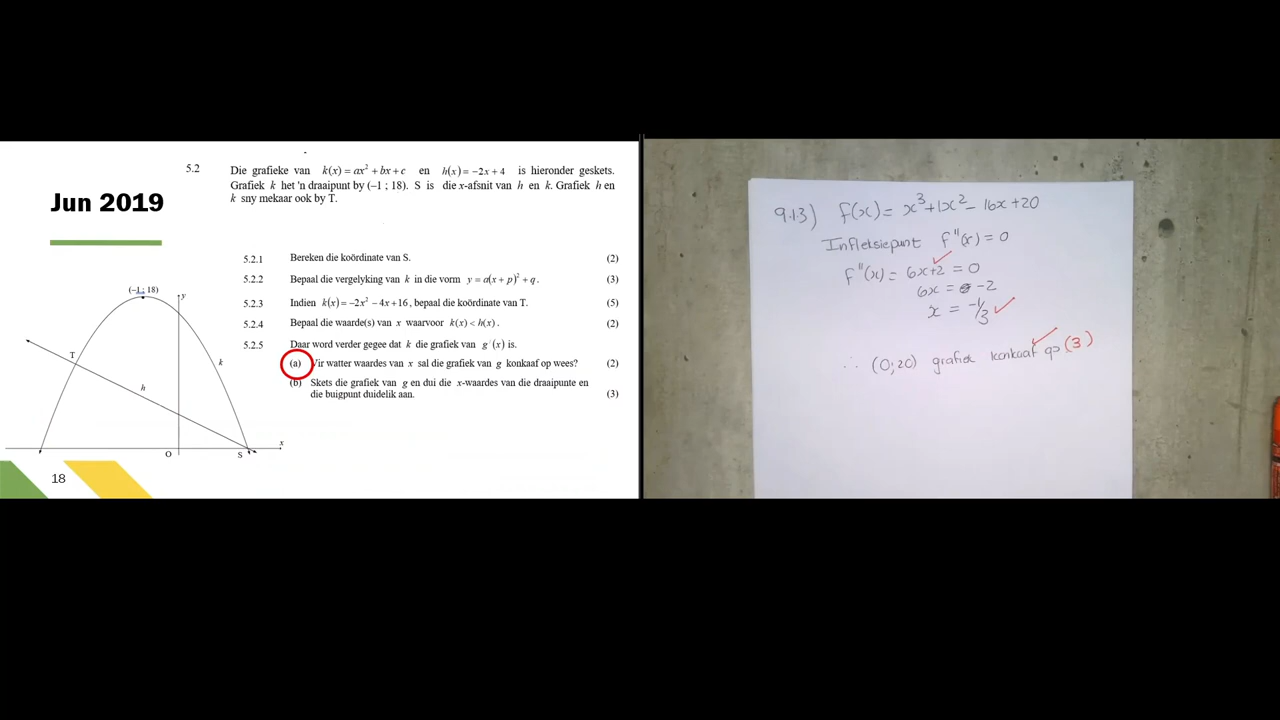 Jun 2019
5.2 Die grafieke van k(x) = ax² + bx + c en h(x) = −2x + 4 is hieronder geskets.
Grafiek k het 'n draaipunt by (−1 ; 18). S is die x-afsnit van h en k. Grafiek h en
k sny mekaar ook by T.
5.2.1 Bereken die koördinate van S. (2)
5.2.2 Bepaal die vergelyking van k in die vorm y = a(x + p)² + q. (3)
5.2.3 Indien k(x) = −2x² − 4x + 16, bepaal die koördinate van T. (5)
5.2.4 Bepaal die waarde(s) van x waarvoor k(x) < h(x). (2)
5.2.5 Daar word verder gegee dat k die grafiek van g'(x) is.
(a) Vir watter waardes van x sal die grafiek van g konkaaf op wees? (2)
(b) Skets die grafiek van g en dui die x-waardes van die draaipunte en
die buigpunt duidelik aan. (3)
(−1 ; 18)
y
T
k
h
x
O
S
18
9.1.3) f(x) = x³ + 1x² − 16x + 20
Infleksiepunt f''(x) = 0
f''(x) = 6x + 2 = 0
6x = −2
x = −1/3
∴ (0;20) grafiek konkaaf op (3)